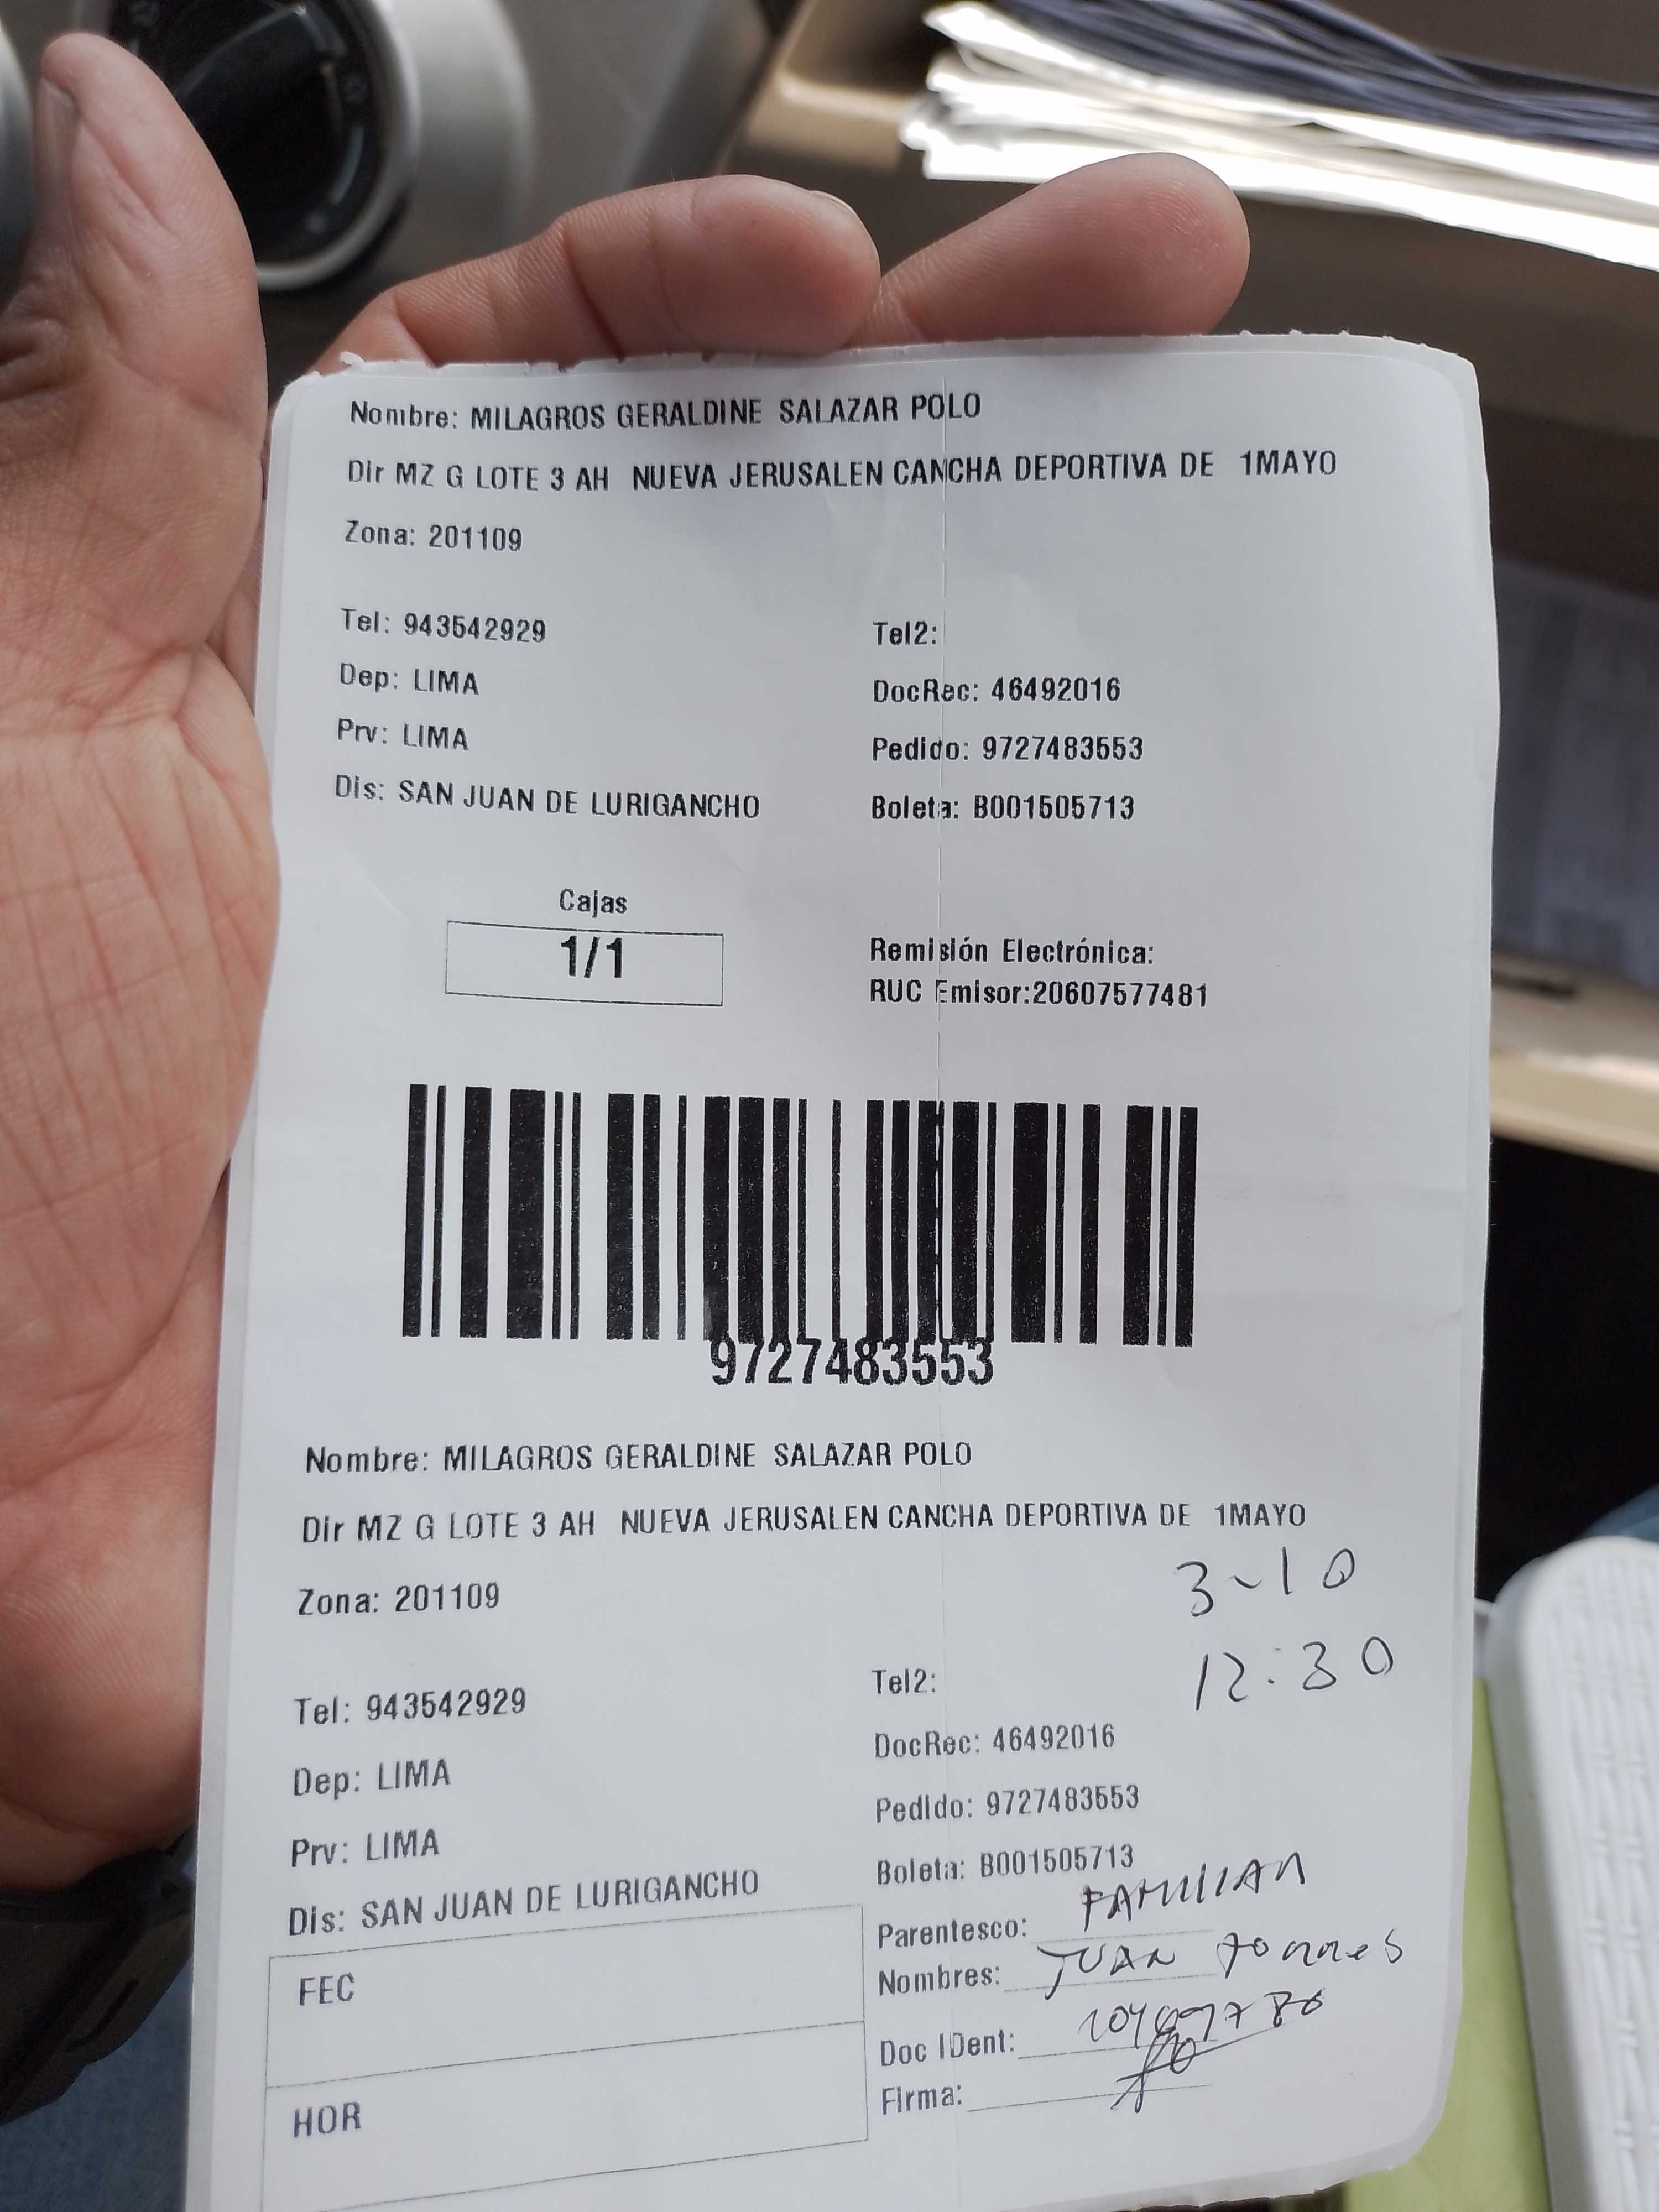 Nombre: MILAGROS GERALDINE SALAZAR POLO
Dir MZ G LOTE 3 AH NUEVA JERUSALEN CANCHA DEPORTIVA DE 1MAYO
Zona: 201109
Tel: 943542929
Tel2:
Dep: LIMA
DocRec: 46492016
Prv: LIMA
Pedido: 9727483553
Dis: SAN JUAN DE LURIGANCHO
Boleta: B001505713
Cajas
1/1
Remisión Electrónica:
RUC Emisor:20607577481
9727483553
Nombre: MILAGROS GERALDINE SALAZAR POLO
Dir MZ G LOTE 3 AH NUEVA JERUSALEN CANCHA DEPORTIVA DE 1MAYO
3-10
Zona: 201109
12:30
Tel: 943542929
Tel2:
Dep: LIMA
DocRec: 46492016
Prv: LIMA
Pedido: 9727483553
Dis: SAN JUAN DE LURIGANCHO
Boleta: B001505713
Parentesco: FAMILIAR
FEC
Nombres: JUAN Torres
Doc IDent:
HOR
Firma: